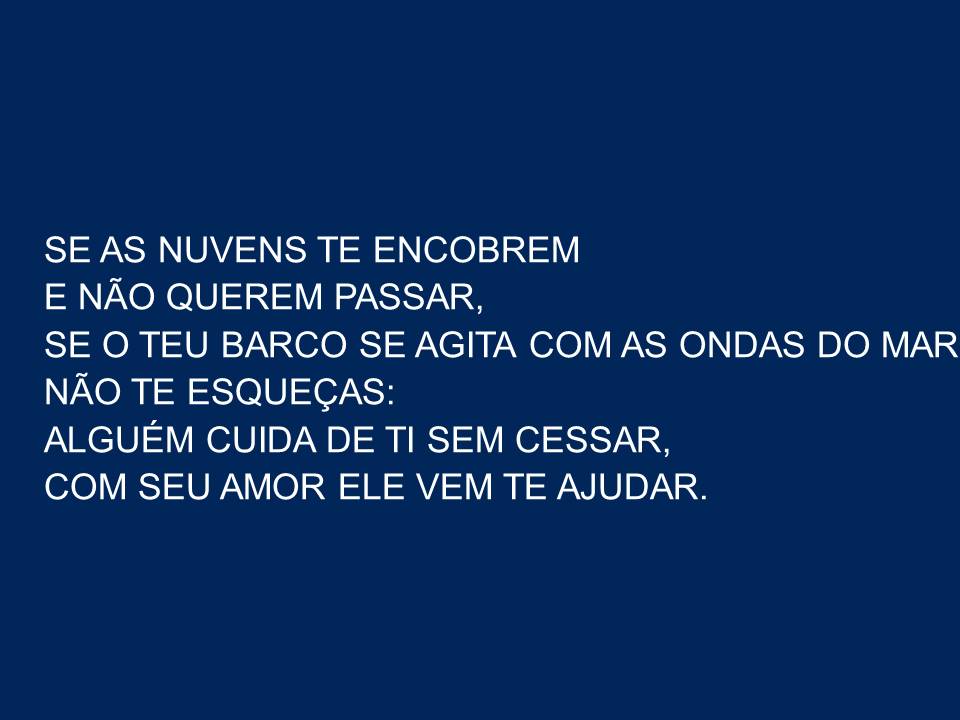 SE AS NUVENS TE ENCOBREM
E NÃO QUEREM PASSAR,
SE O TEU BARCO SE AGITA COM AS ONDAS DO MAR
NÃO TE ESQUEÇAS:
ALGUÉM CUIDA DE TI SEM CESSAR,
COM SEU AMOR ELE VEM TE AJUDAR.